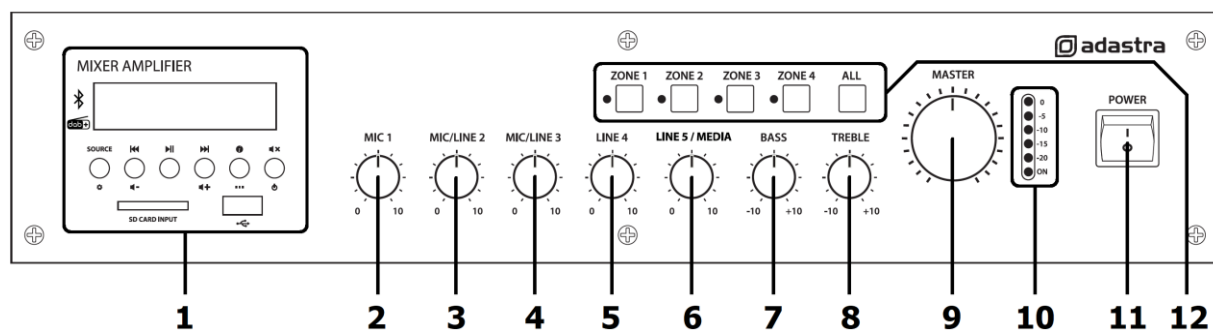 adastra
MIXER AMPLIFIER
dab+
SOURCE
SD CARD INPUT
ZONE 1 ZONE 2 ZONE 3 ZONE 4 ALL
MIC 1 MIC/LINE 2 MIC/LINE 3 LINE 4 LINE 5 / MEDIA BASS TREBLE
0 10 0 10 0 10 0 10 0 10 -10 +10 -10 +10
MASTER
0
-5
-10
-15
-20
ON
POWER
1 2 3 4 5 6 7 8 9 10 11 12